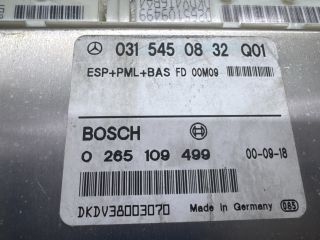 031 545 08 32 Q01
ESP+PML+BAS FD 00M09
BOSCH
0 265 109 499
00-09-18
DKDV38003070
Made in Germany
085